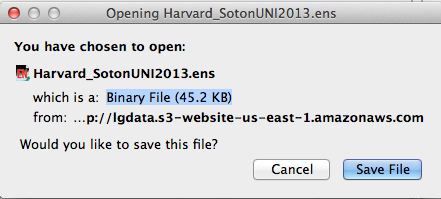 Opening Harvard_SotonUNI2013.ens
You have chosen to open:
Harvard_SotonUNI2013.ens
which is a: Binary File (45.2 KB)
from: ...p://lgdata.s3-website-us-east-1.amazonaws.com
Would you like to save this file?
Cancel Save File